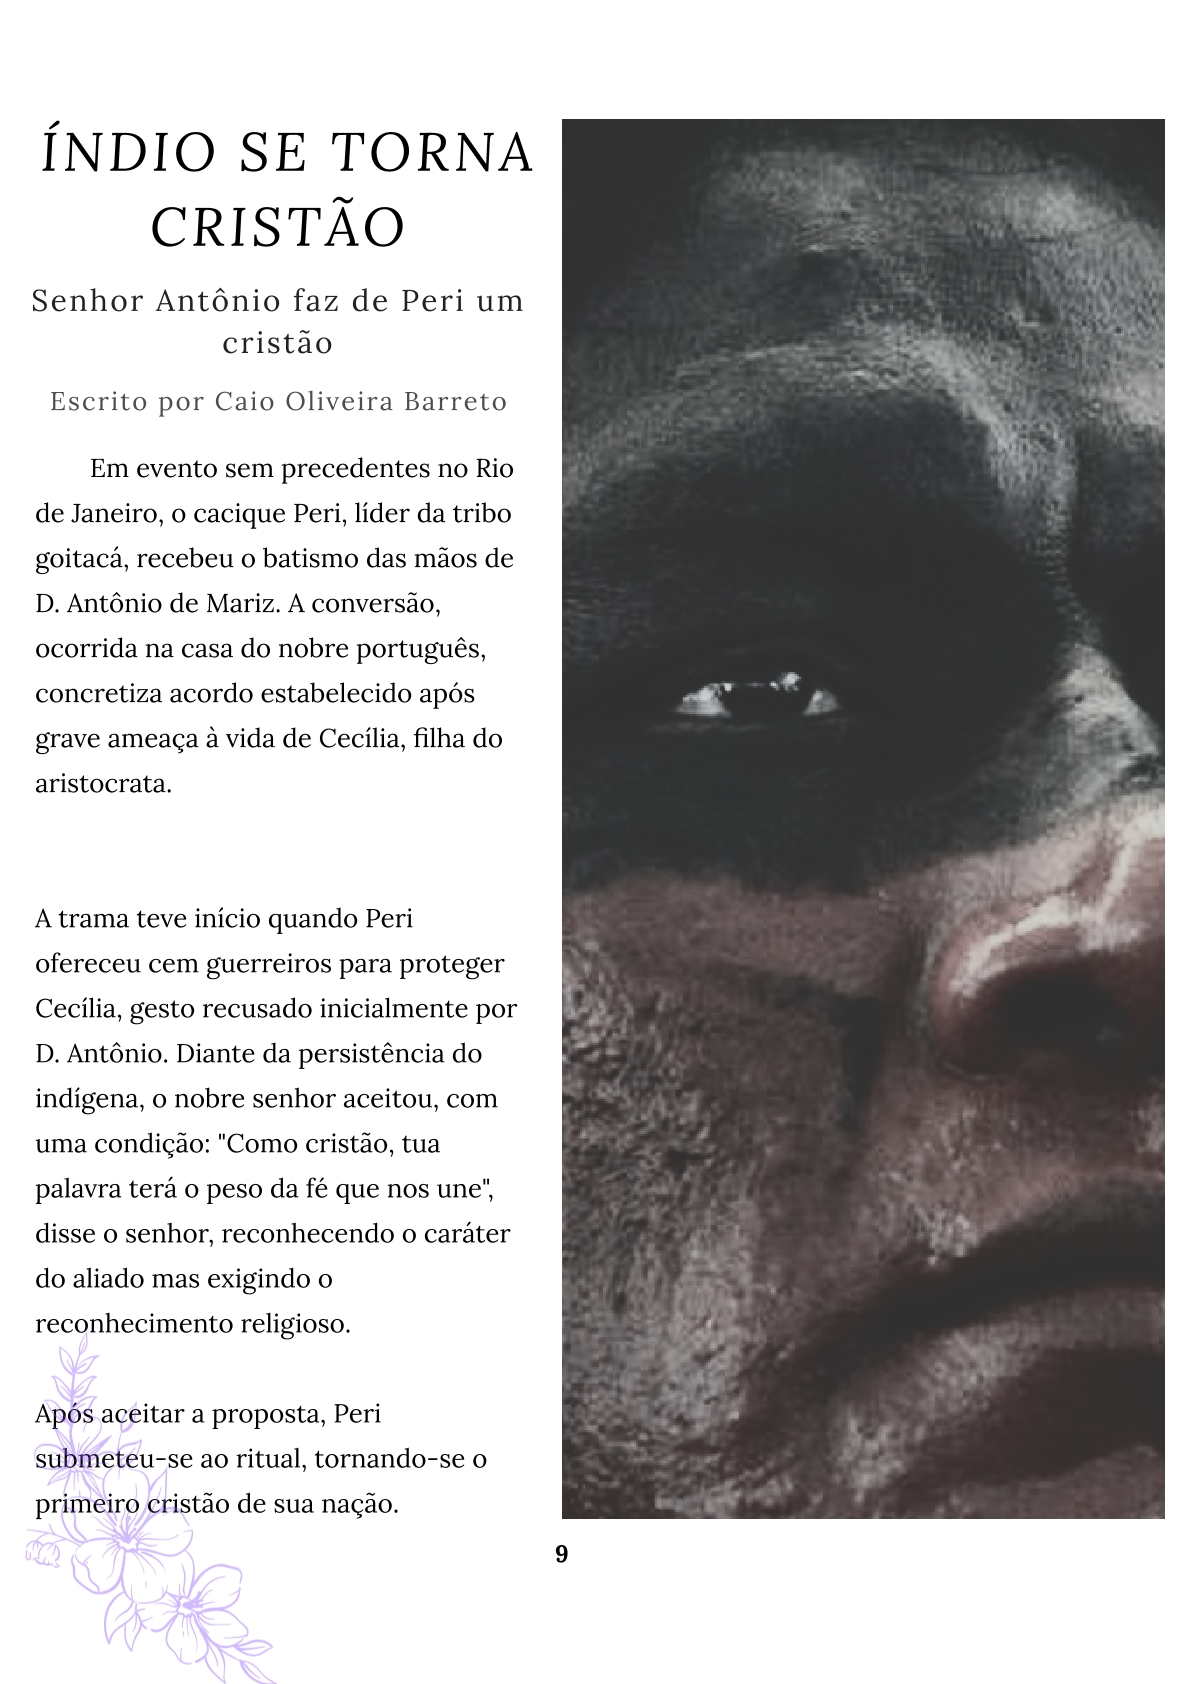 ÍNDIO SE TORNA
CRISTÃO
Senhor Antônio faz de Peri um
cristão
Escrito por Caio Oliveira Barreto
Em evento sem precedentes no Rio
de Janeiro, o cacique Peri, líder da tribo
goitacá, recebeu o batismo das mãos de
D. Antônio de Mariz. A conversão,
ocorrida na casa do nobre português,
concretiza acordo estabelecido após
grave ameaça à vida de Cecília, filha do
aristocrata.
A trama teve início quando Peri
ofereceu cem guerreiros para proteger
Cecília, gesto recusado inicialmente por
D. Antônio. Diante da persistência do
indígena, o nobre senhor aceitou, com
uma condição: "Como cristão, tua
palavra terá o peso da fé que nos une",
disse o senhor, reconhecendo o caráter
do aliado mas exigindo o
reconhecimento religioso.
Após aceitar a proposta, Peri
submeteu-se ao ritual, tornando-se o
primeiro cristão de sua nação.
9